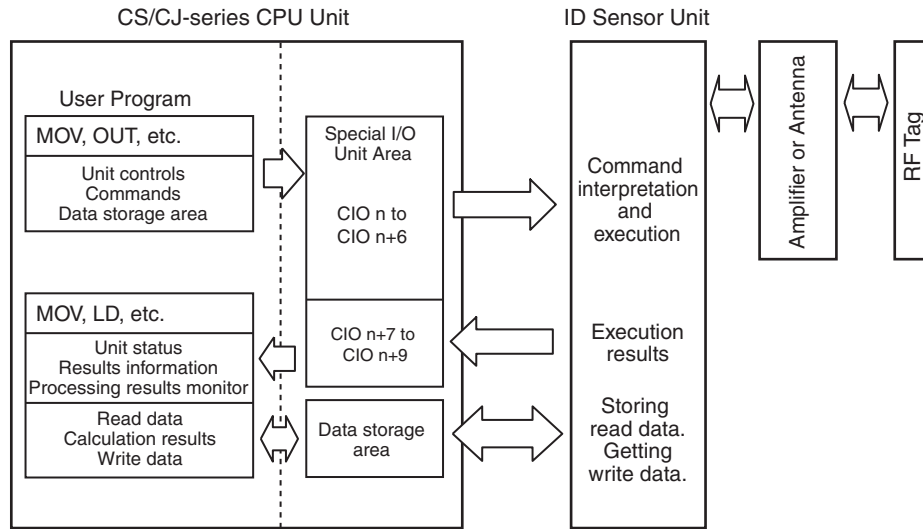 CS/CJ-series CPU Unit
ID Sensor Unit
User Program
MOV, OUT, etc.
Unit controls
Commands
Data storage area
Special I/O
Unit Area
CIO n to
CIO n+6
Command
interpretation
and
execution
Amplifier or Antenna
RF Tag
MOV, LD, etc.
Unit status
Results information
Processing results monitor
CIO n+7 to
CIO n+9
Execution
results
Read data
Calculation results
Write data
Data storage
area
Storing
read data.
Getting
write data.